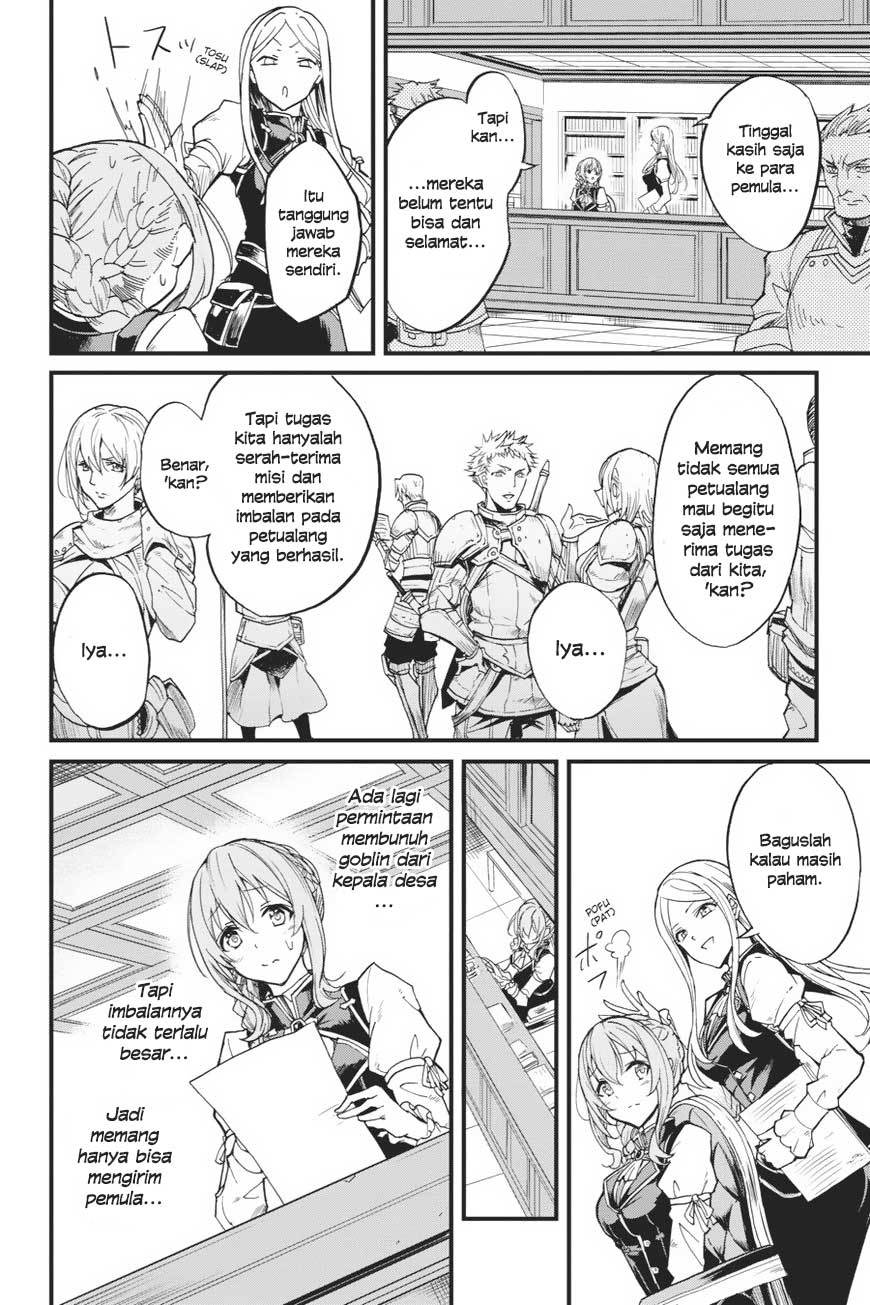 Tinggal
kasih saja
ke para
pemula...
Tapi
kan...
...mereka
belum tentu
bisa dan
selamat...
トスッ
TOSU
(SLAP)
Itu
tanggung
jawab
mereka
sendiri.
Memang
tidak semua
petualang
mau begitu
saja mene-
rima tugas
dari kita,
'kan?
Iya...
Tapi tugas
kita hanyalah
serah-terima
misi dan
memberikan
imbalan pada
petualang
yang berhasil.
Benar,
'kan?
Iya...
Baguslah
kalau masih
paham.
POFU
(PAT)
ポフ
Ada lagi
permintaan
membunuh
goblin dari
kepala desa
...
Tapi
imbalannya
tidak terlalu
besar...
Jadi
memang
hanya bisa
mengirim
pemula...